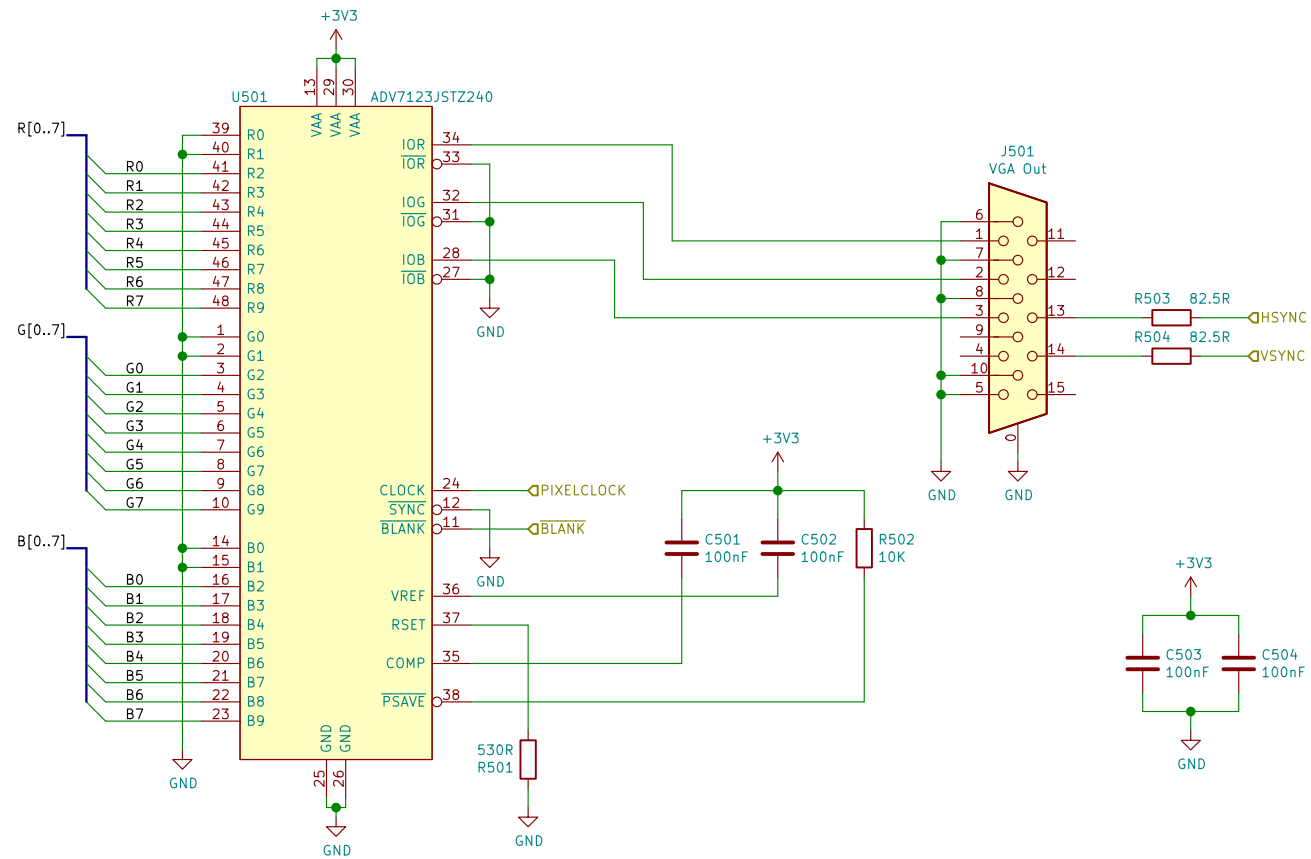 +3V3
13
29
30
U501
ADV7123JSTZ240
VAA
VAA
VAA
R[0..7]
39 R0
40 R1
R0 41 R2
R1 42 R3
R2 43 R4
R3 44 R5
R4 45 R6
R5 46 R7
R6 47 R8
R7 48 R9
G[0..7]
1 G0
2 G1
G0 3 G2
G1 4 G3
G2 5 G4
G3 6 G5
G4 7 G6
G5 8 G7
G6 9 G8
G7 10 G9
B[0..7]
14 B0
15 B1
B0 16 B2
B1 17 B3
B2 18 B4
B3 19 B5
B4 20 B6
B5 21 B7
B6 22 B8
B7 23 B9
GND
GND
GND
25
26
GND
IOR 34
IOR 33
IOG 32
IOG 31
IOB 28
IOB 27
GND
CLOCK 24 PIXELCLOCK
SYNC 12
BLANK 11 BLANK
GND
VREF 36
RSET 37
COMP 35
PSAVE 38
530R
R501
GND
+3V3
C501
100nF
C502
100nF
R502
10K
J501
VGA Out
6
1
7
2
8
3
9
4
10
5
11
12
13
14
15
0
GND
GND
R503 82.5R
HSYNC
R504 82.5R
VSYNC
+3V3
C503
100nF
C504
100nF
GND